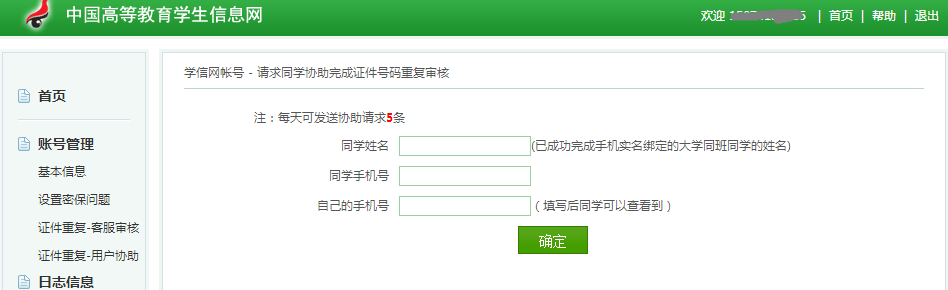 中国高等教育学生信息网
欢迎 | 首页 | 帮助 | 退出
首页
账号管理
基本信息
设置密保问题
证件重复-客服审核
证件重复-用户协助
日志信息
学信网帐号 - 请求同学协助完成证件号码重复审核
注：每天可发送协助请求5条
同学姓名 (已成功完成手机实名绑定的大学同班同学的姓名)
同学手机号
自己的手机号 （填写后同学可以查看到）
确定